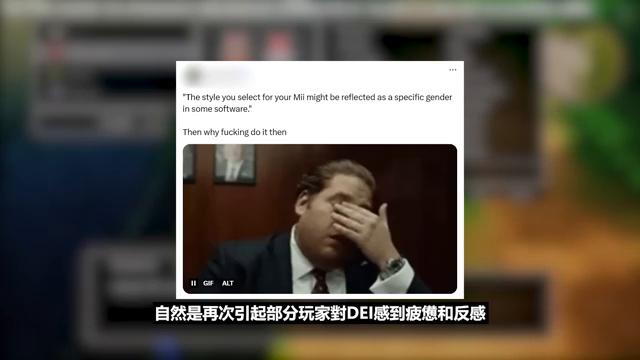 "The style you select for your Mii might be reflected as a specific gender
in some software."
Then why fucking do it then
GIF ALT
自然是再次引起部分玩家對DEI感到疲憊和反感